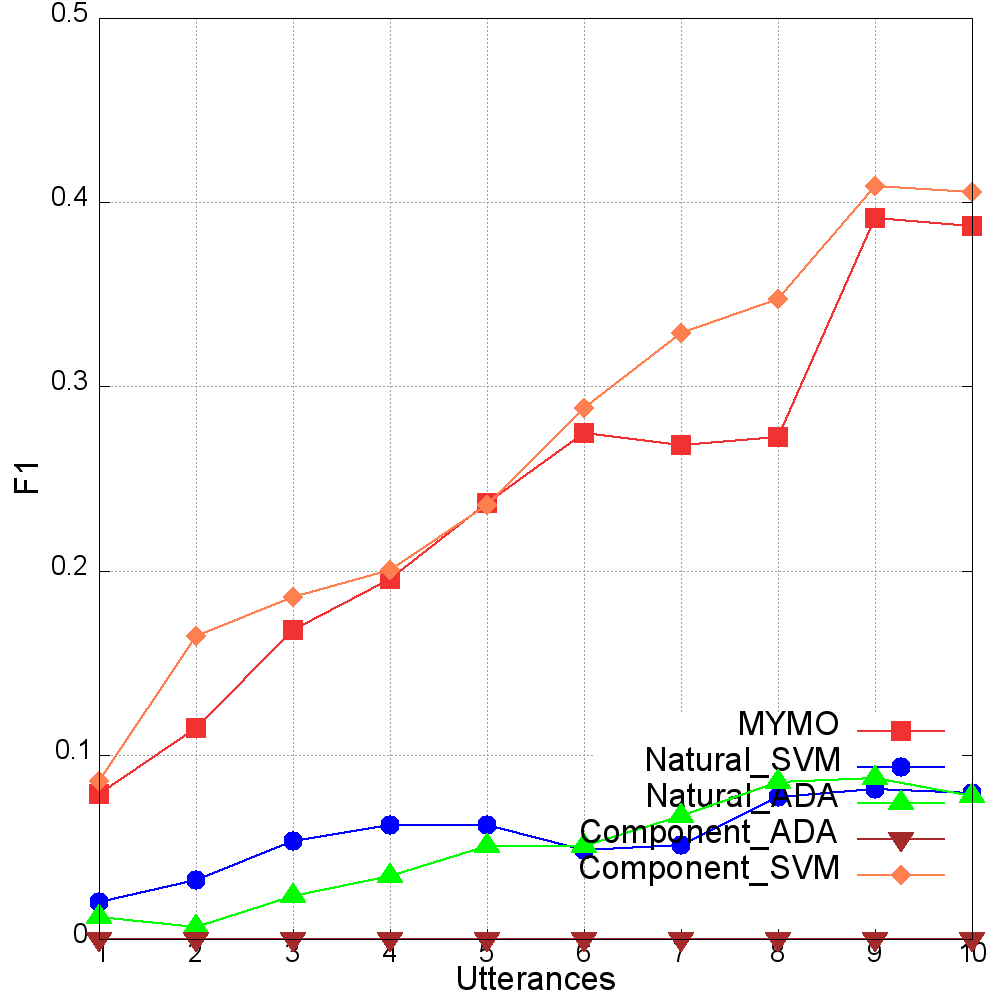 0.5
0.4
0.3
0.2
0.1
0
F1
1 2 3 4 5 6 7 8 9 10
Utterances
MYMO
Natural_SVM
Natural_ADA
Component_ADA
Component_SVM